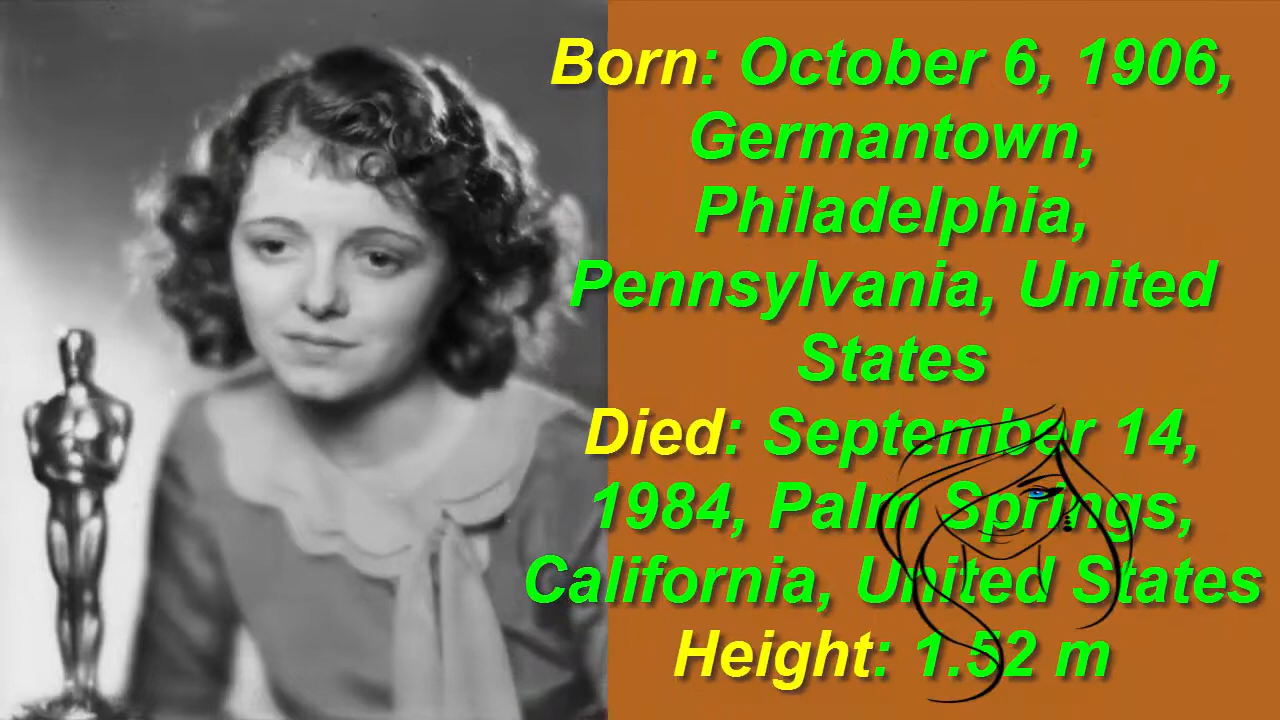 Born: October 6, 1906,
Germantown,
Philadelphia,
Pennsylvania, United
States
Died: September 14,
1984, Palm Springs,
California, United States
Height: 1.52 m